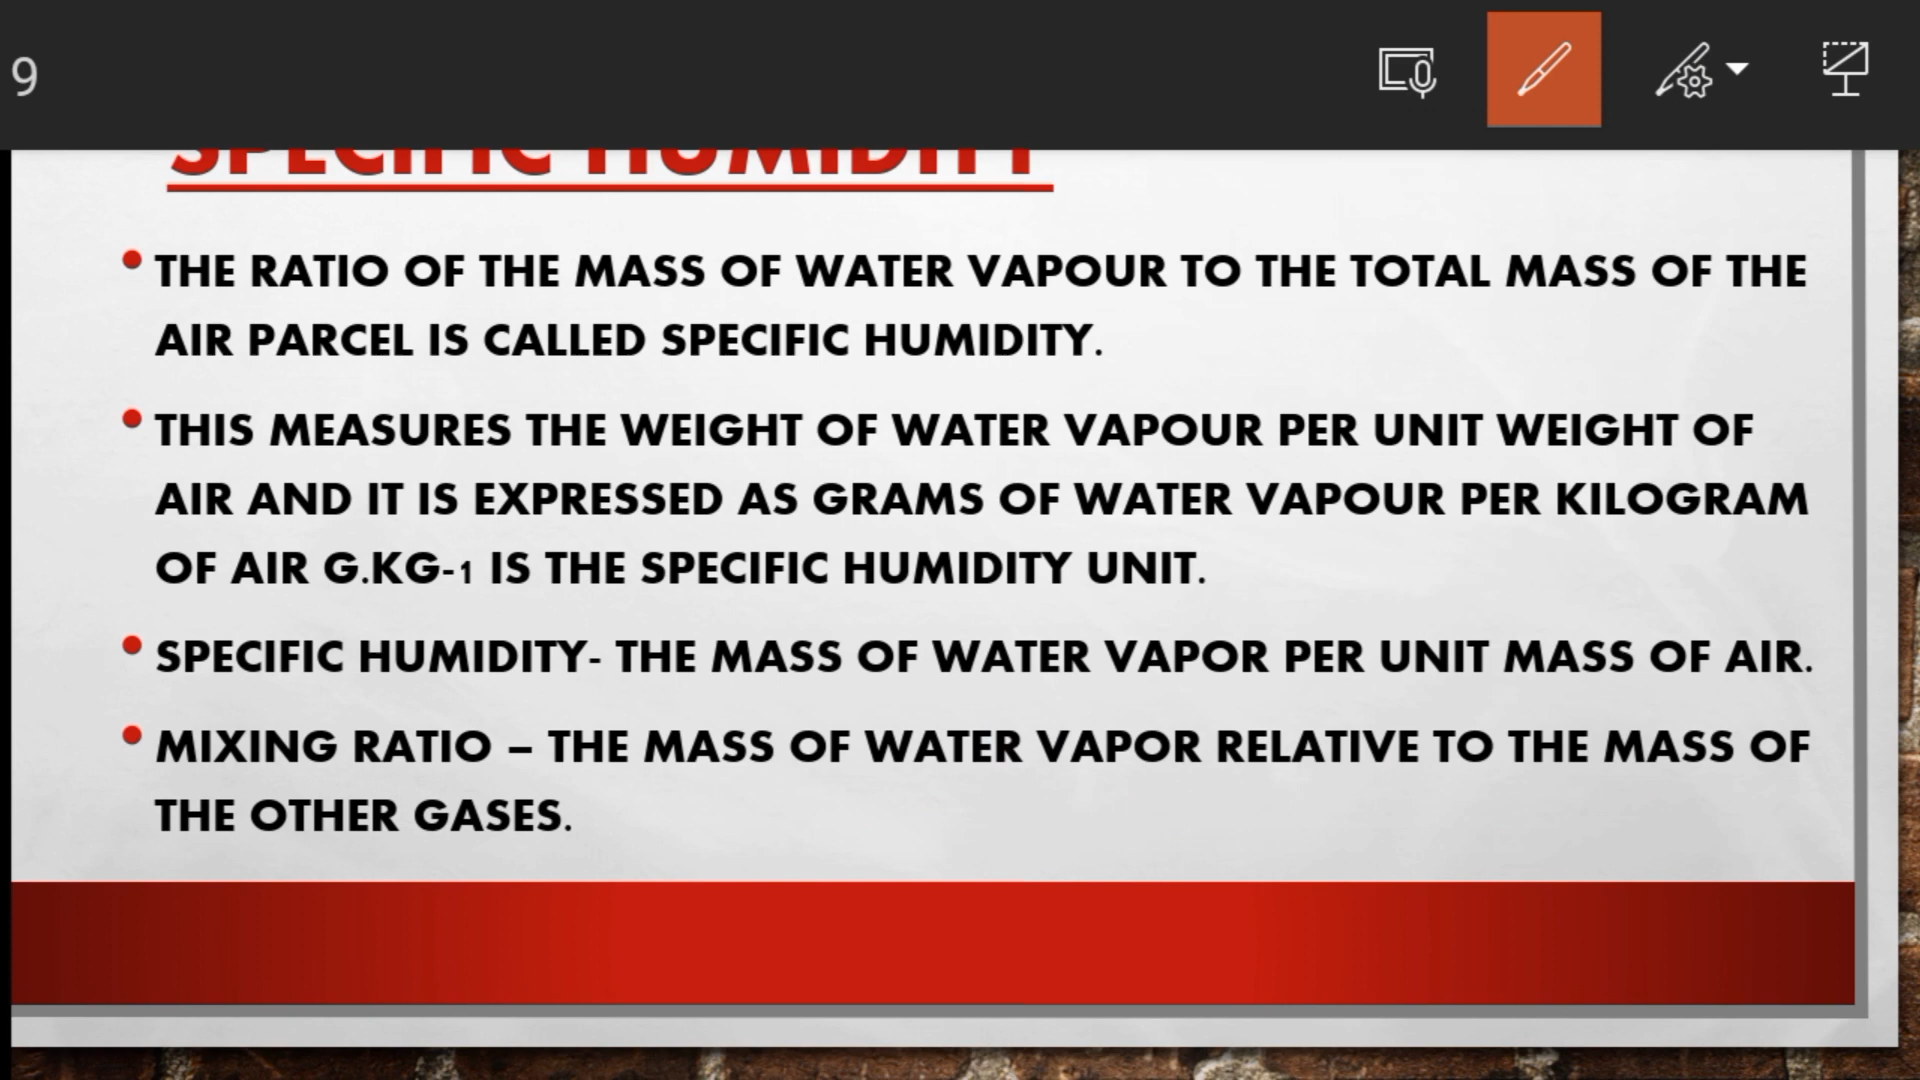 9
SPECIFIC HUMIDITY
• THE RATIO OF THE MASS OF WATER VAPOUR TO THE TOTAL MASS OF THE
AIR PARCEL IS CALLED SPECIFIC HUMIDITY.
• THIS MEASURES THE WEIGHT OF WATER VAPOUR PER UNIT WEIGHT OF
AIR AND IT IS EXPRESSED AS GRAMS OF WATER VAPOUR PER KILOGRAM
OF AIR G.KG-1 IS THE SPECIFIC HUMIDITY UNIT.
• SPECIFIC HUMIDITY- THE MASS OF WATER VAPOR PER UNIT MASS OF AIR.
• MIXING RATIO – THE MASS OF WATER VAPOR RELATIVE TO THE MASS OF
THE OTHER GASES.